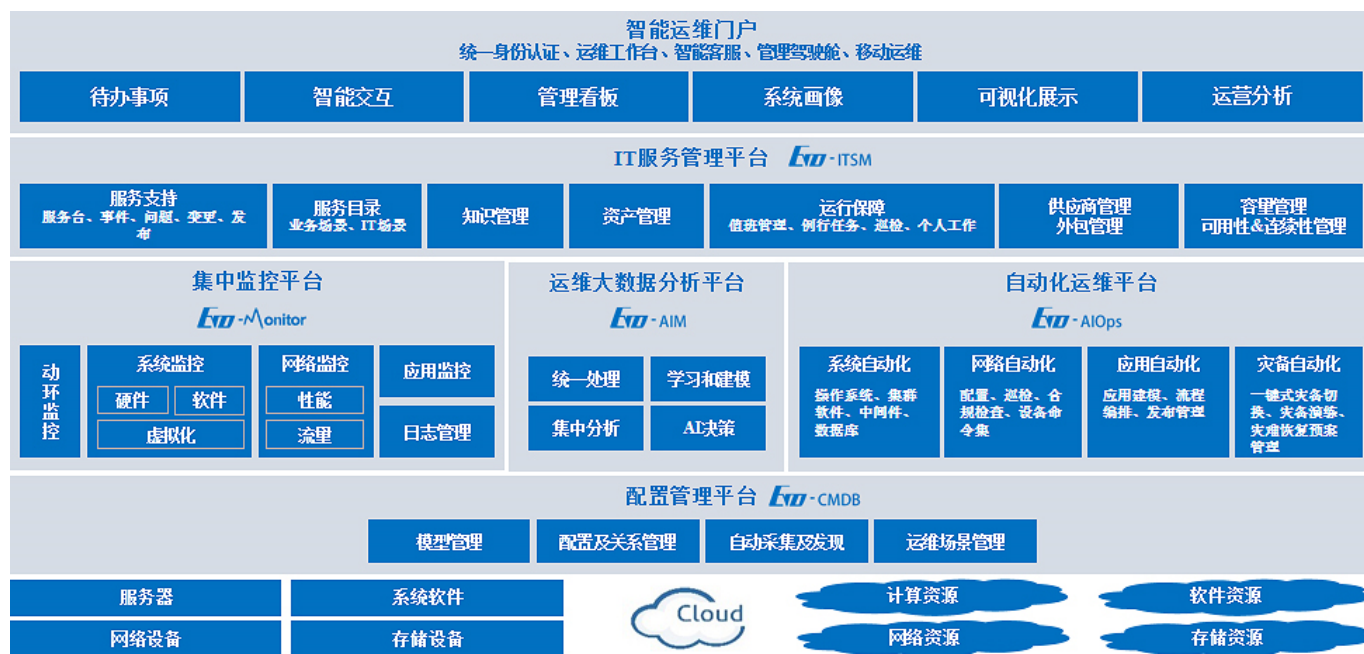 智能运维门户
统一身份认证、运维工作台、智能客服、管理驾驶舱、移动运维
待办事项
智能交互
管理看板
系统画像
可视化展示
运营分析
IT服务管理平台 Evo-ITSM
服务支持
服务台、事件、问题、变更、发
布
服务目录
业务场景、IT场景
知识管理
资产管理
运行保障
值班管理、例行任务、巡检、个人工作
供应商管理
外包管理
容量管理
可用性&连续性管理
集中监控平台
Evo-Monitor
动
环
监
控
系统监控
硬件
软件
虚拟化
网络监控
性能
流量
应用监控
日志管理
运维大数据分析平台
Evo-AIM
统一处理
学习和建模
集中分析
AI决策
自动化运维平台
Evo-AIOps
系统自动化
操作系统、集群
软件、中间件、
数据库
网络自动化
配置、巡检、合
规检查、设备命
令集
应用自动化
应用建模、流程
编排、发布管理
灾备自动化
一键式灾备切
换、灾备演练、
灾难恢复预案
管理
配置管理平台 Evo-CMDB
模型管理
配置及关系管理
自动采集及发现
运维场景管理
服务器
系统软件
网络设备
存储设备
Cloud
计算资源
软件资源
网络资源
存储资源